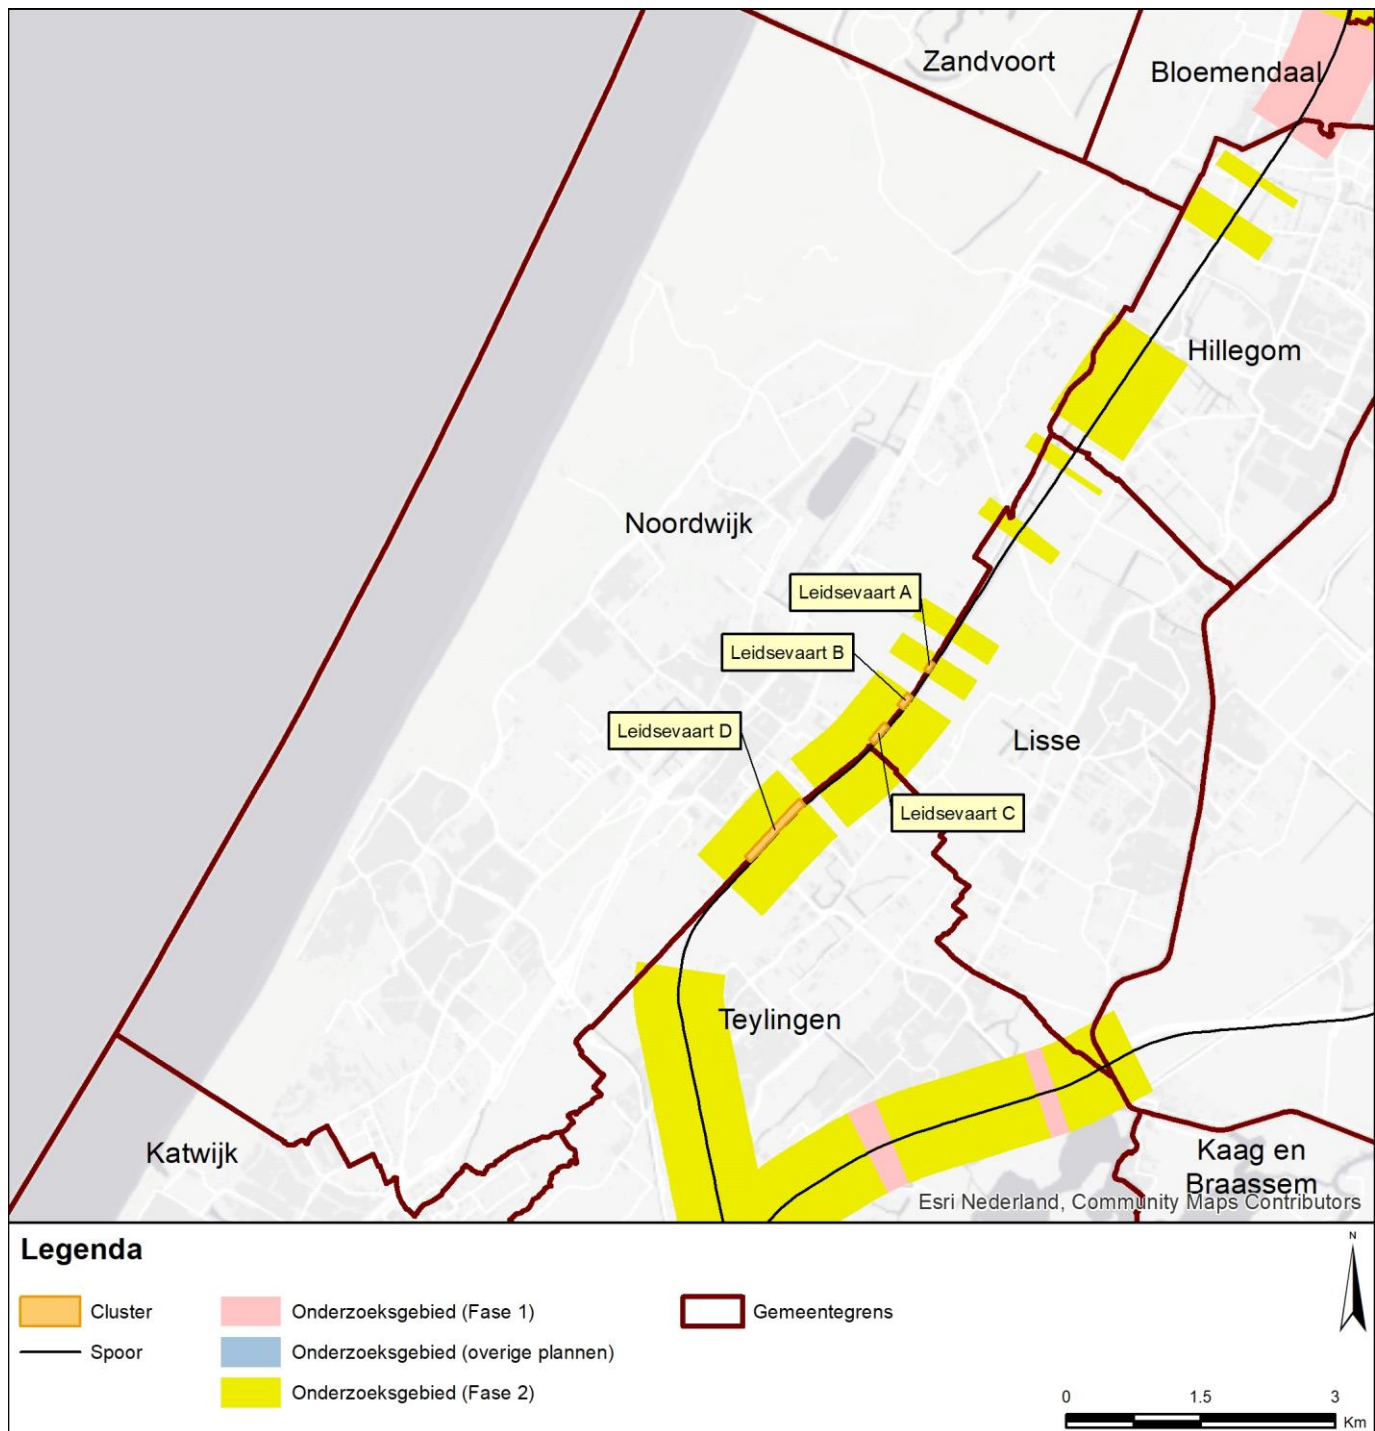 Zandvoort
Bloemendaal
Hillegom
Noordwijk
Leidsevaart A
Leidsevaart B
Leidsevaart D
Lisse
Leidsevaart C
Teylingen
Katwijk
Kaag en
Braassem
Esri Nederland, Community Maps Contributors
Legenda
N
Cluster
Onderzoeksgebied (Fase 1)
Gemeentegrens
Spoor
Onderzoeksgebied (overige plannen)
Onderzoeksgebied (Fase 2)
0 1.5 3
Km